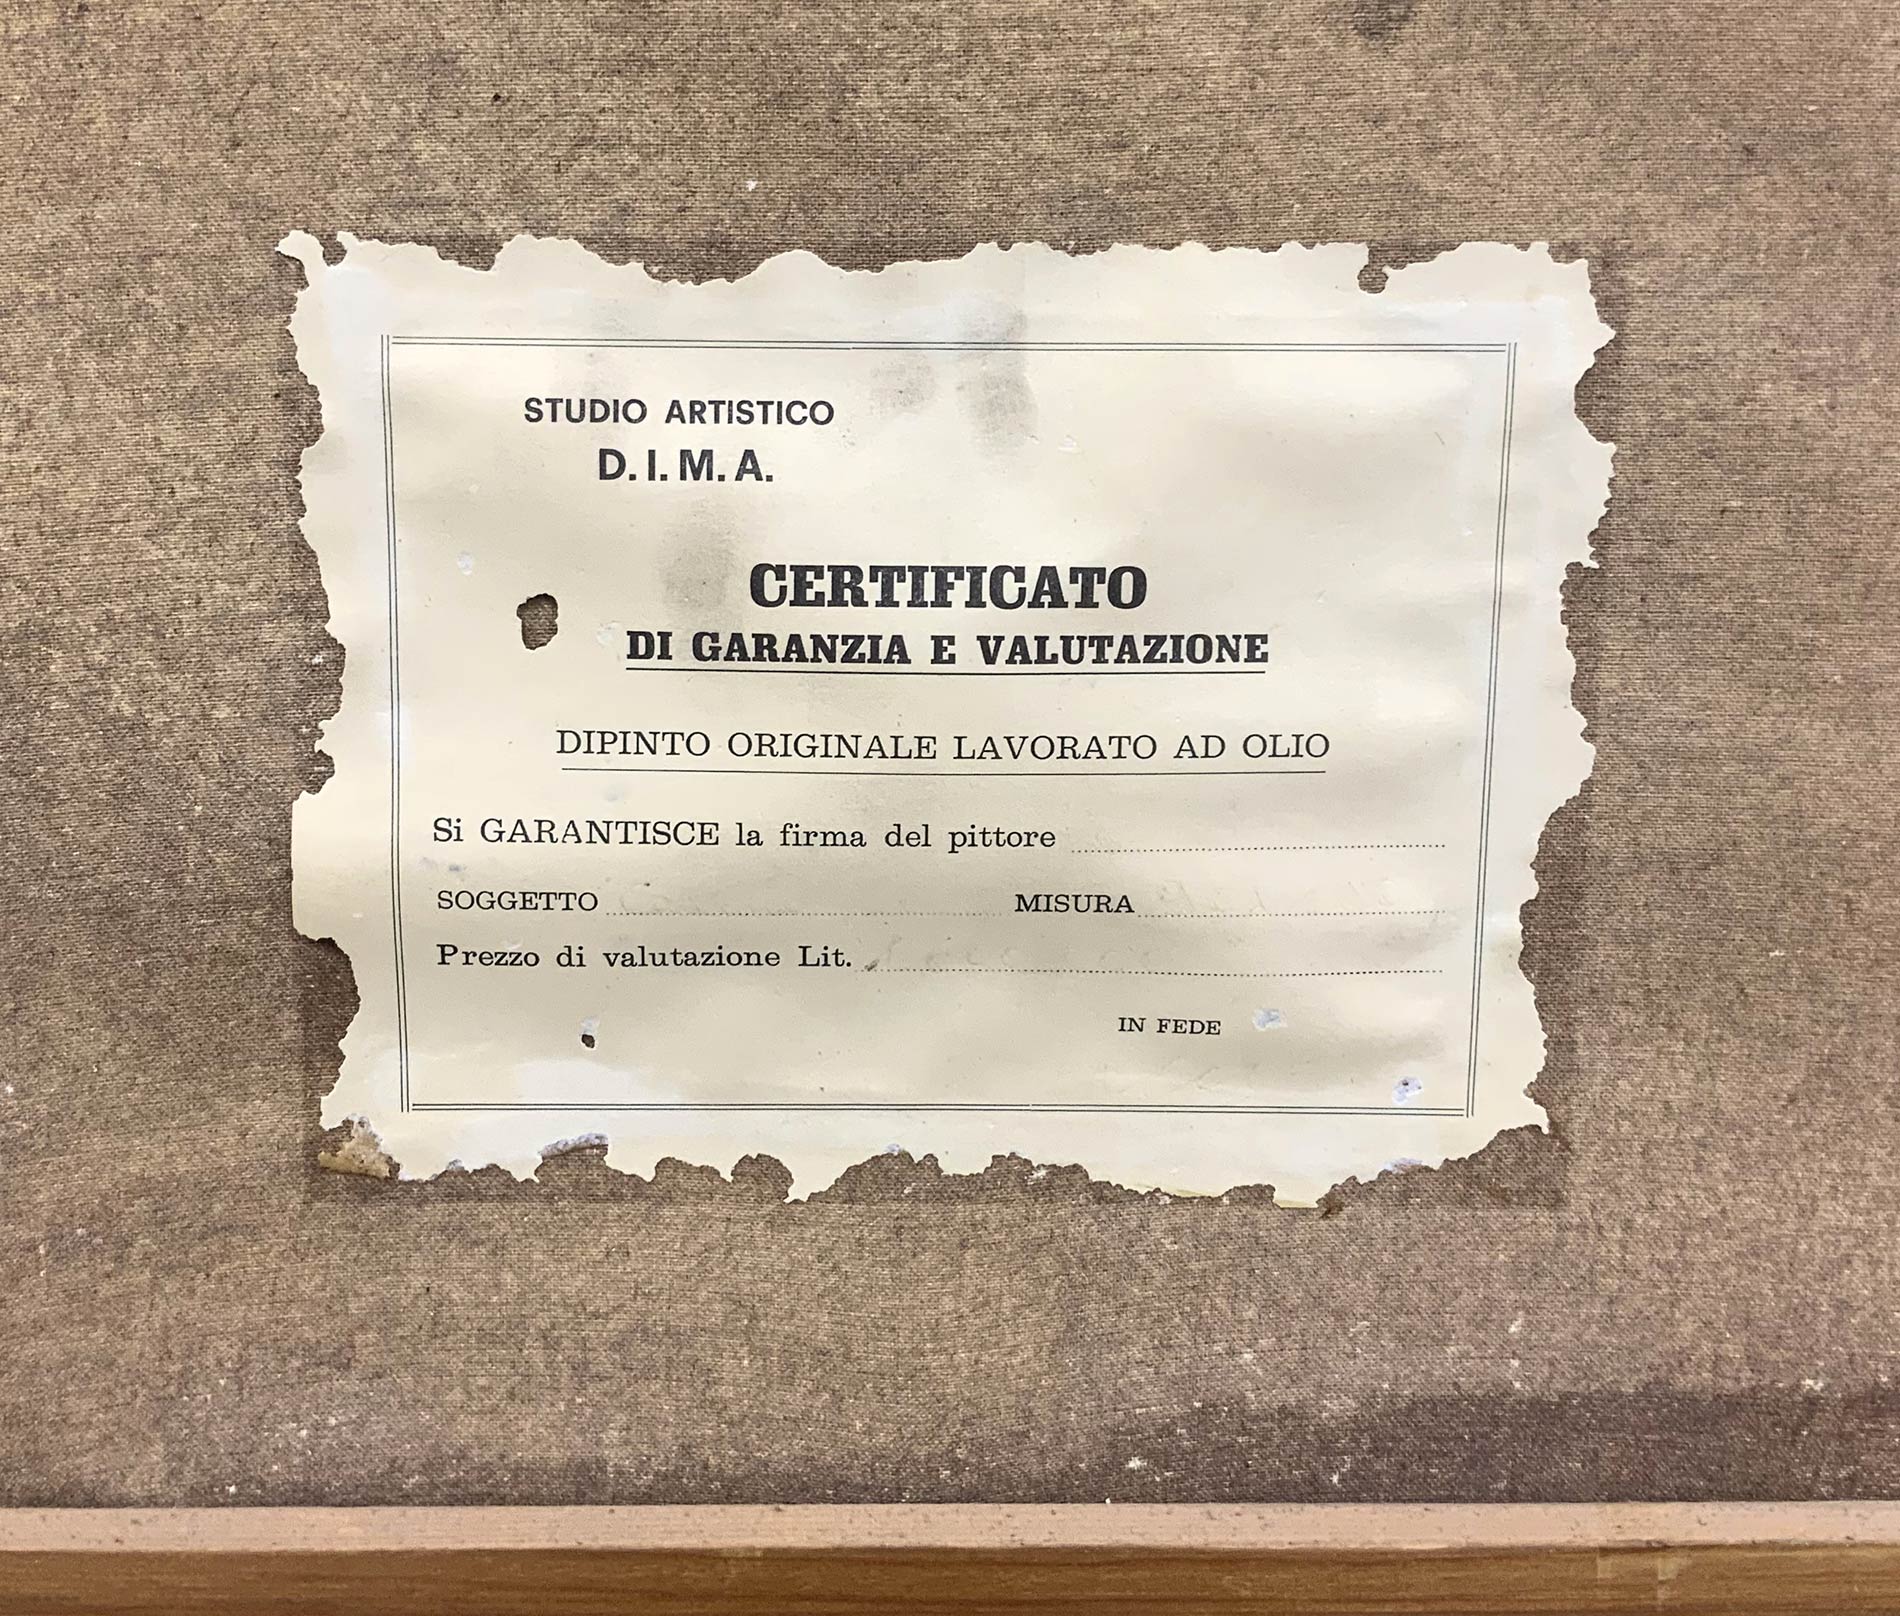 STUDIO ARTISTICO
D.I.M.A.
CERTIFICATO
DI GARANZIA E VALUTAZIONE
DIPINTO ORIGINALE LAVORATO AD OLIO
Si GARANTISCE la firma del pittore
SOGGETTO MISURA
Prezzo di valutazione Lit.
IN FEDE